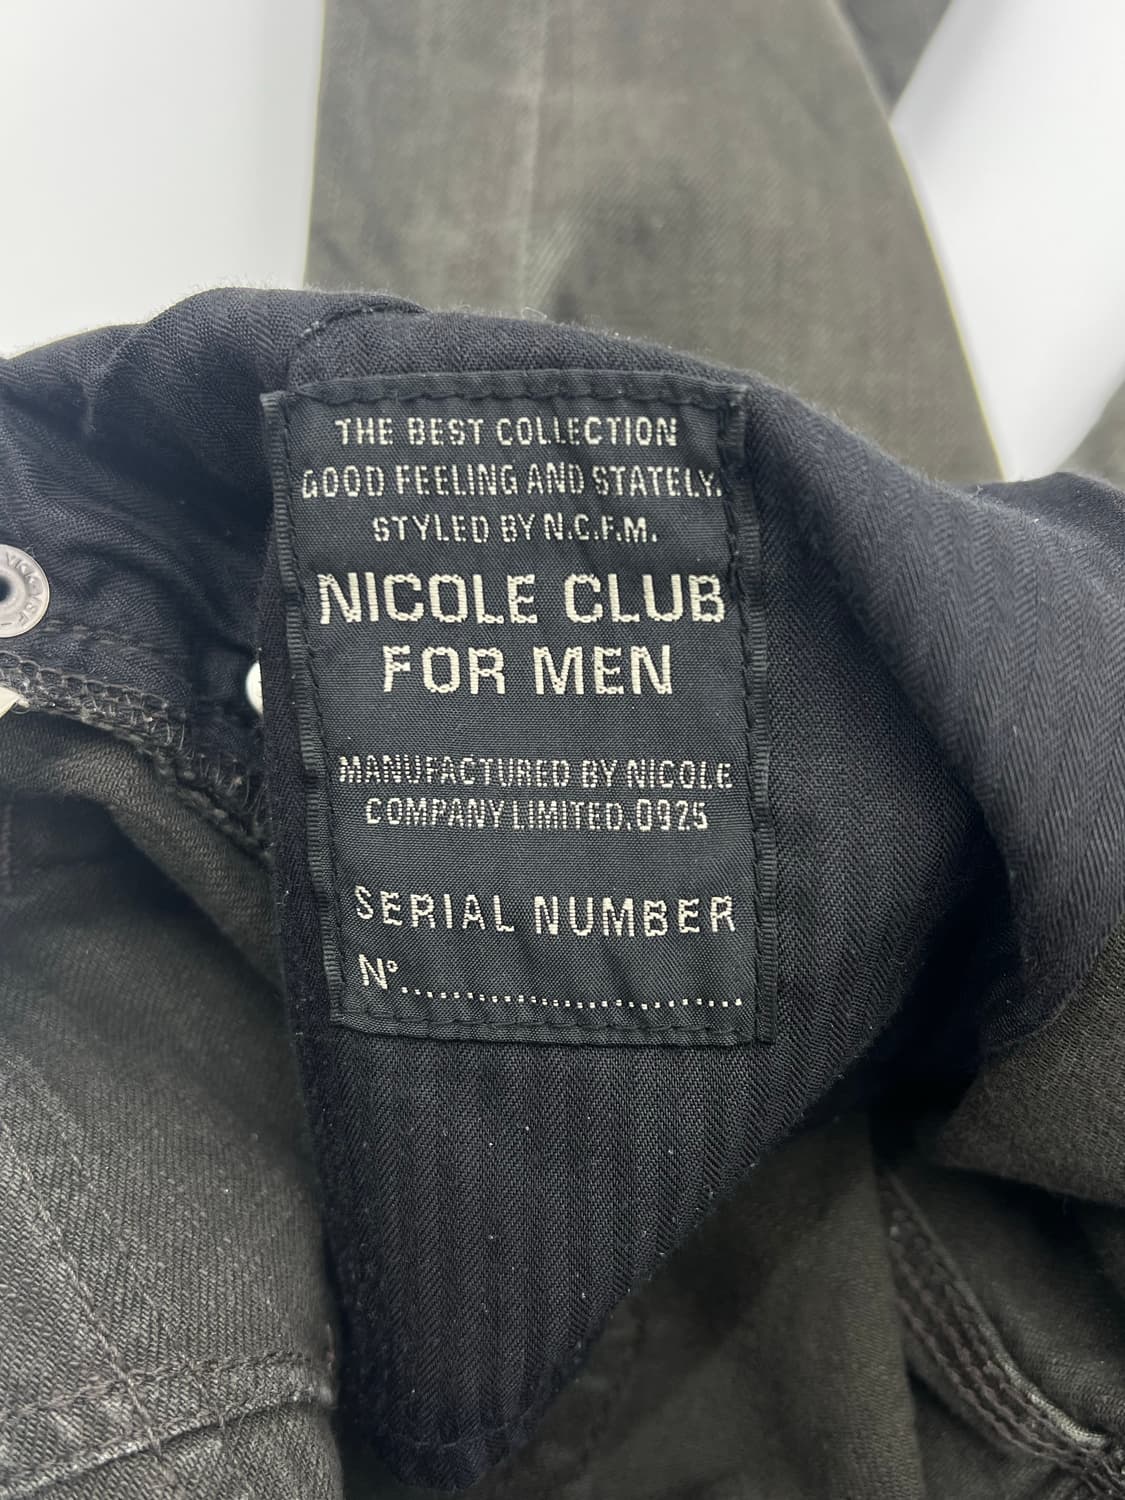 THE BEST COLLECTION
GOOD FEELING AND STATELY.
STYLED BY N.C.F.M.
NICOLE CLUB
FOR MEN
MANUFACTURED BY NICOLE
COMPANY LIMITED.0925
SERIAL NUMBER
N°........................